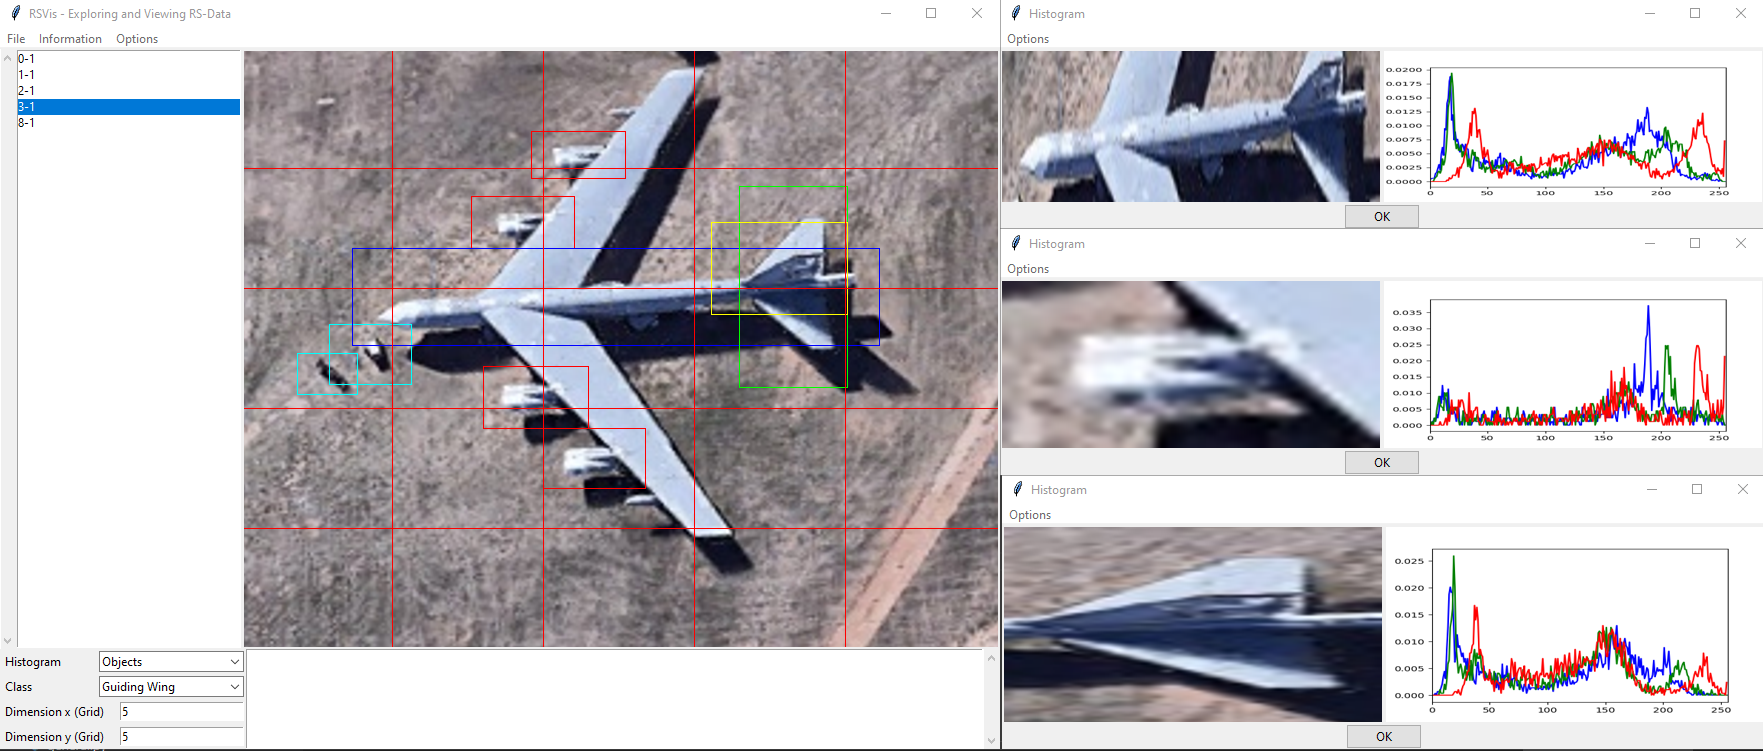 RSVis - Exploring and Viewing RS-Data
File Information Options
0-1
1-1
2-1
3-1
8-1
Histogram Objects
Class Guiding Wing
Dimension x (Grid) 5
Dimension y (Grid) 5
Histogram
Options
0.0200
0.0175
0.0150
0.0125
0.0100
0.0075
0.0050
0.0025
0.0000
0 50 100 150 200 250
OK
Histogram
Options
0.035
0.030
0.025
0.020
0.015
0.010
0.005
0.000
0 50 100 150 200 250
OK
Histogram
Options
0.025
0.020
0.015
0.010
0.005
0.000
0 50 100 150 200 250
OK